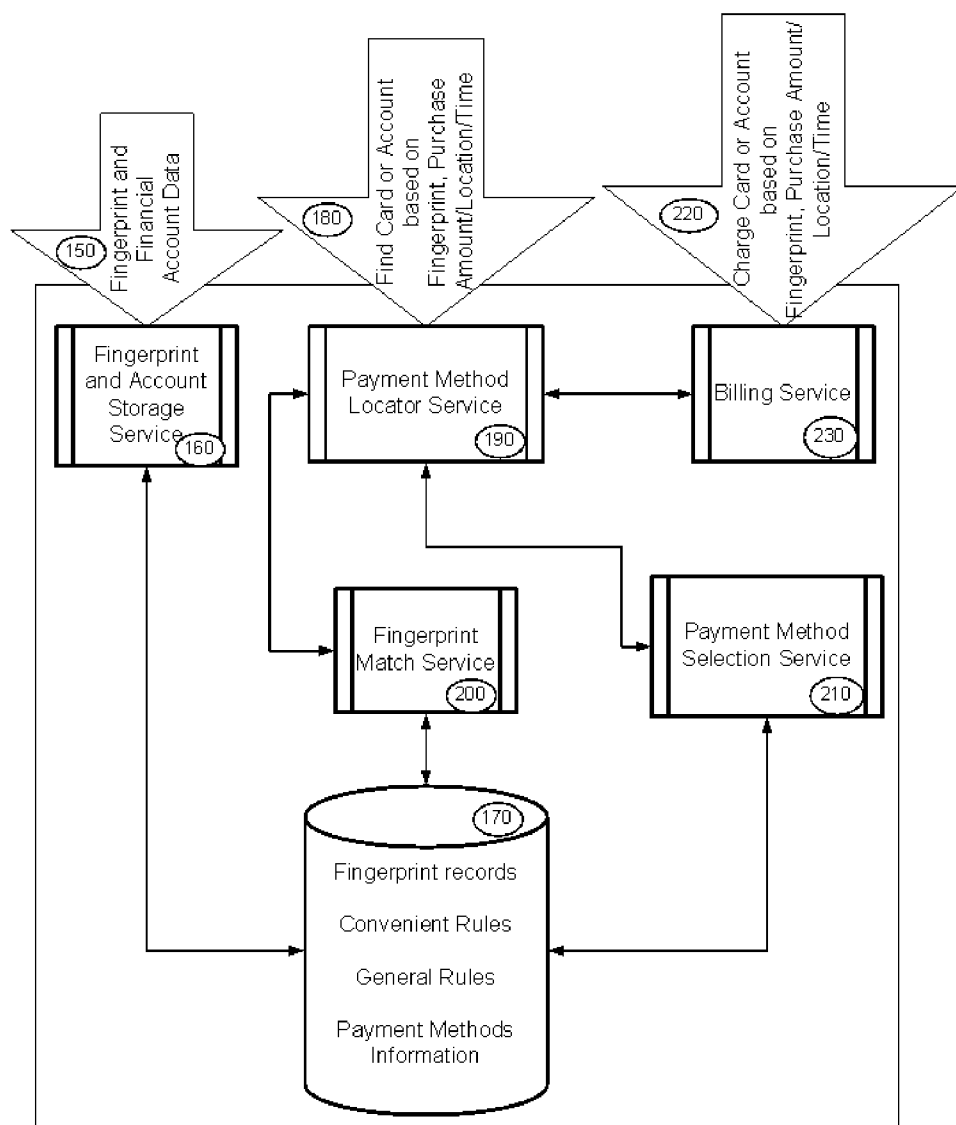 Fingerprint and
Financial
Account Data
150
Find Card or Account
based on
Fingerprint, Purchase
Amount/Location/Time
180
Charge Card or Account
based on
Fingerprint, Purchase Amount/
Location/Time
220
Fingerprint
and Account
Storage
Service
160
Payment Method
Locator Service
190
Billing Service
230
Fingerprint
Match Service
200
Payment Method
Selection Service
210
170
Fingerprint records
Convenient Rules
General Rules
Payment Methods
Information